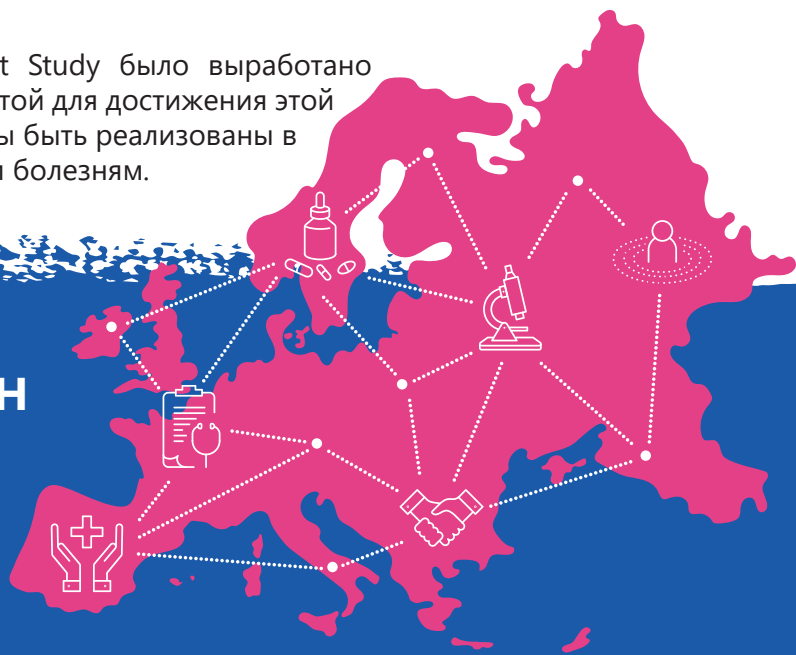 t Study было выработано
той для достижения этой
ы быть реализованы в
и болезням.
н